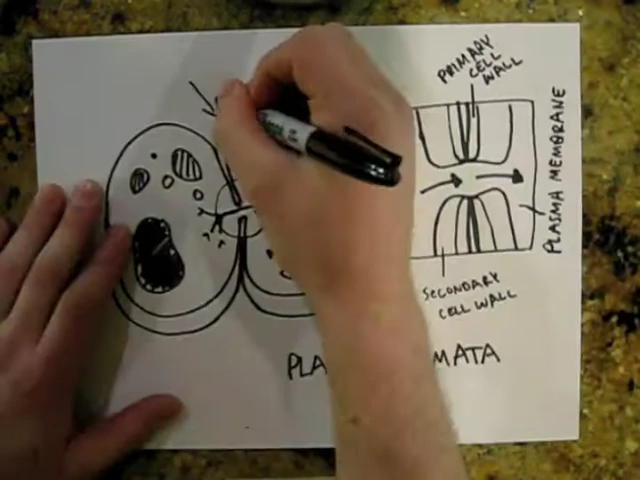 PRIMARY
CELL
WALL
PLASMA MEMBRANE
SECONDARY
CELL WALL
PLA MATA